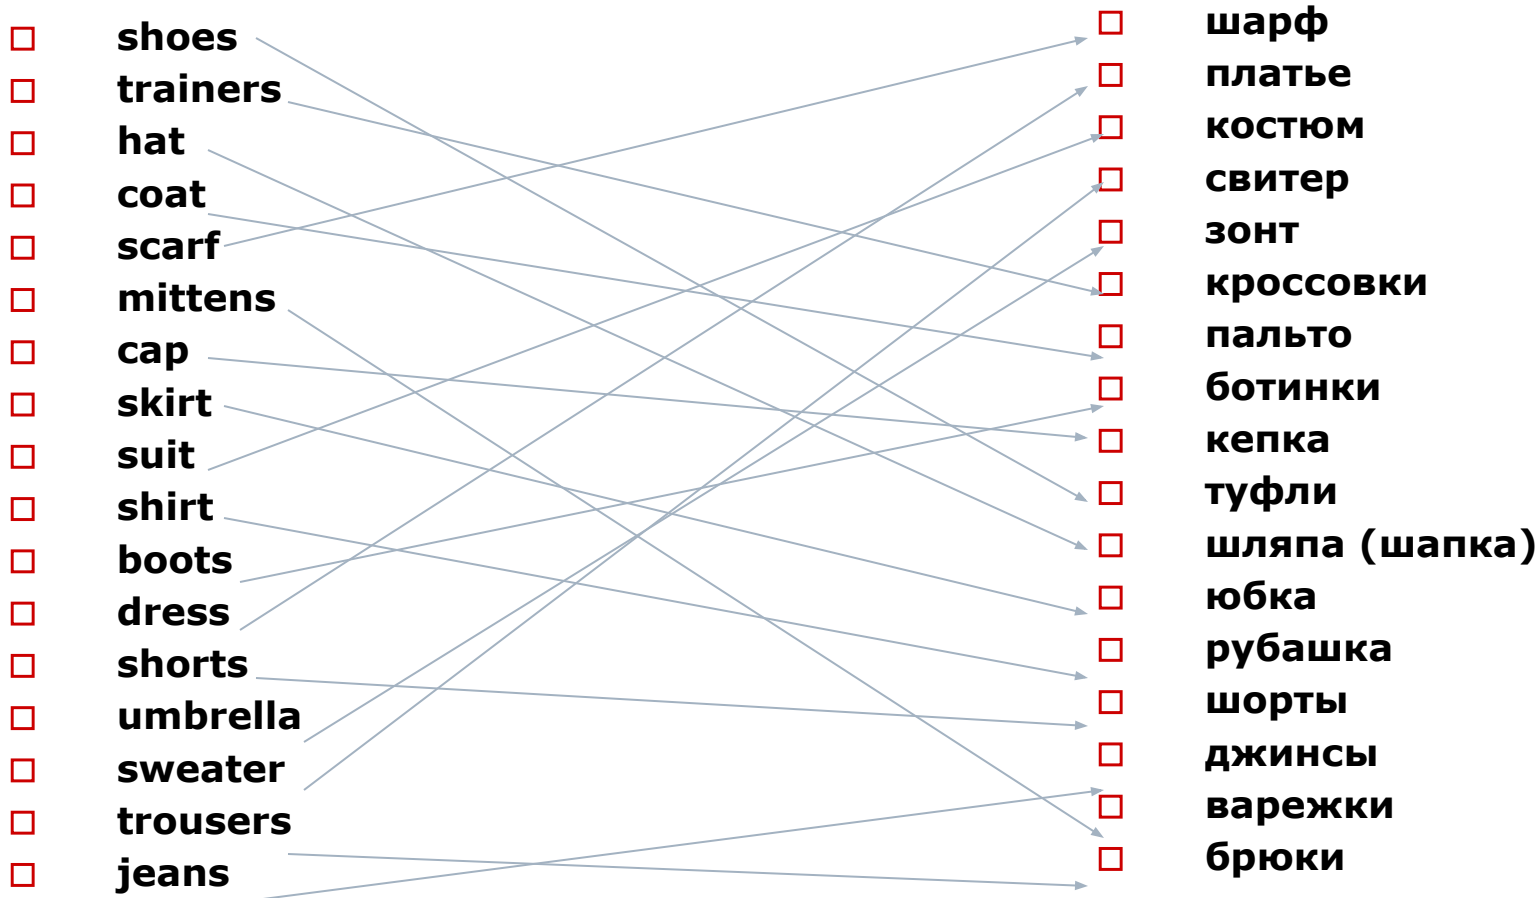 shoes
trainers
hat
coat
scarf
mittens
cap
skirt
suit
shirt
boots
dress
shorts
umbrella
sweater
trousers
jeans
шарф
платье
костюм
свитер
зонт
кроссовки
пальто
ботинки
кепка
туфли
шляпа (шапка)
юбка
рубашка
шорты
джинсы
варежки
брюки